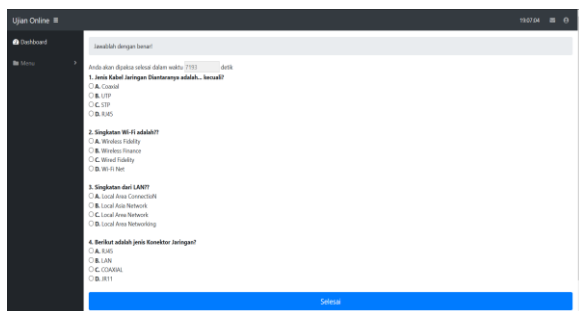 Ujian Online
19.07.04
Dashboard
Jawablah dengan benar!
Menu
Anda akan dipaksa selesai dalam waktu 7193 detik
1. Jenis Kabel Jaringan Diantaranya adalah... kecuali?
A. Coaxial
B. UTP
C. STP
D. RJ45
2. Singkatan Wi-Fi adalah??
A. Wireless Fidelity
B. Wireless Finance
C. Wired Fidelity
D. Wi-Fi Net
3. Singkatan dari LAN??
A. Local Area ConnectioN
B. Local Asia Network
C. Local Area Network
D. Local Area Networking
4. Berikut adalah jenis Konektor Jaringan?
A. RJ45
B. LAN
C. COAXIAL
D. JR11
Selesai